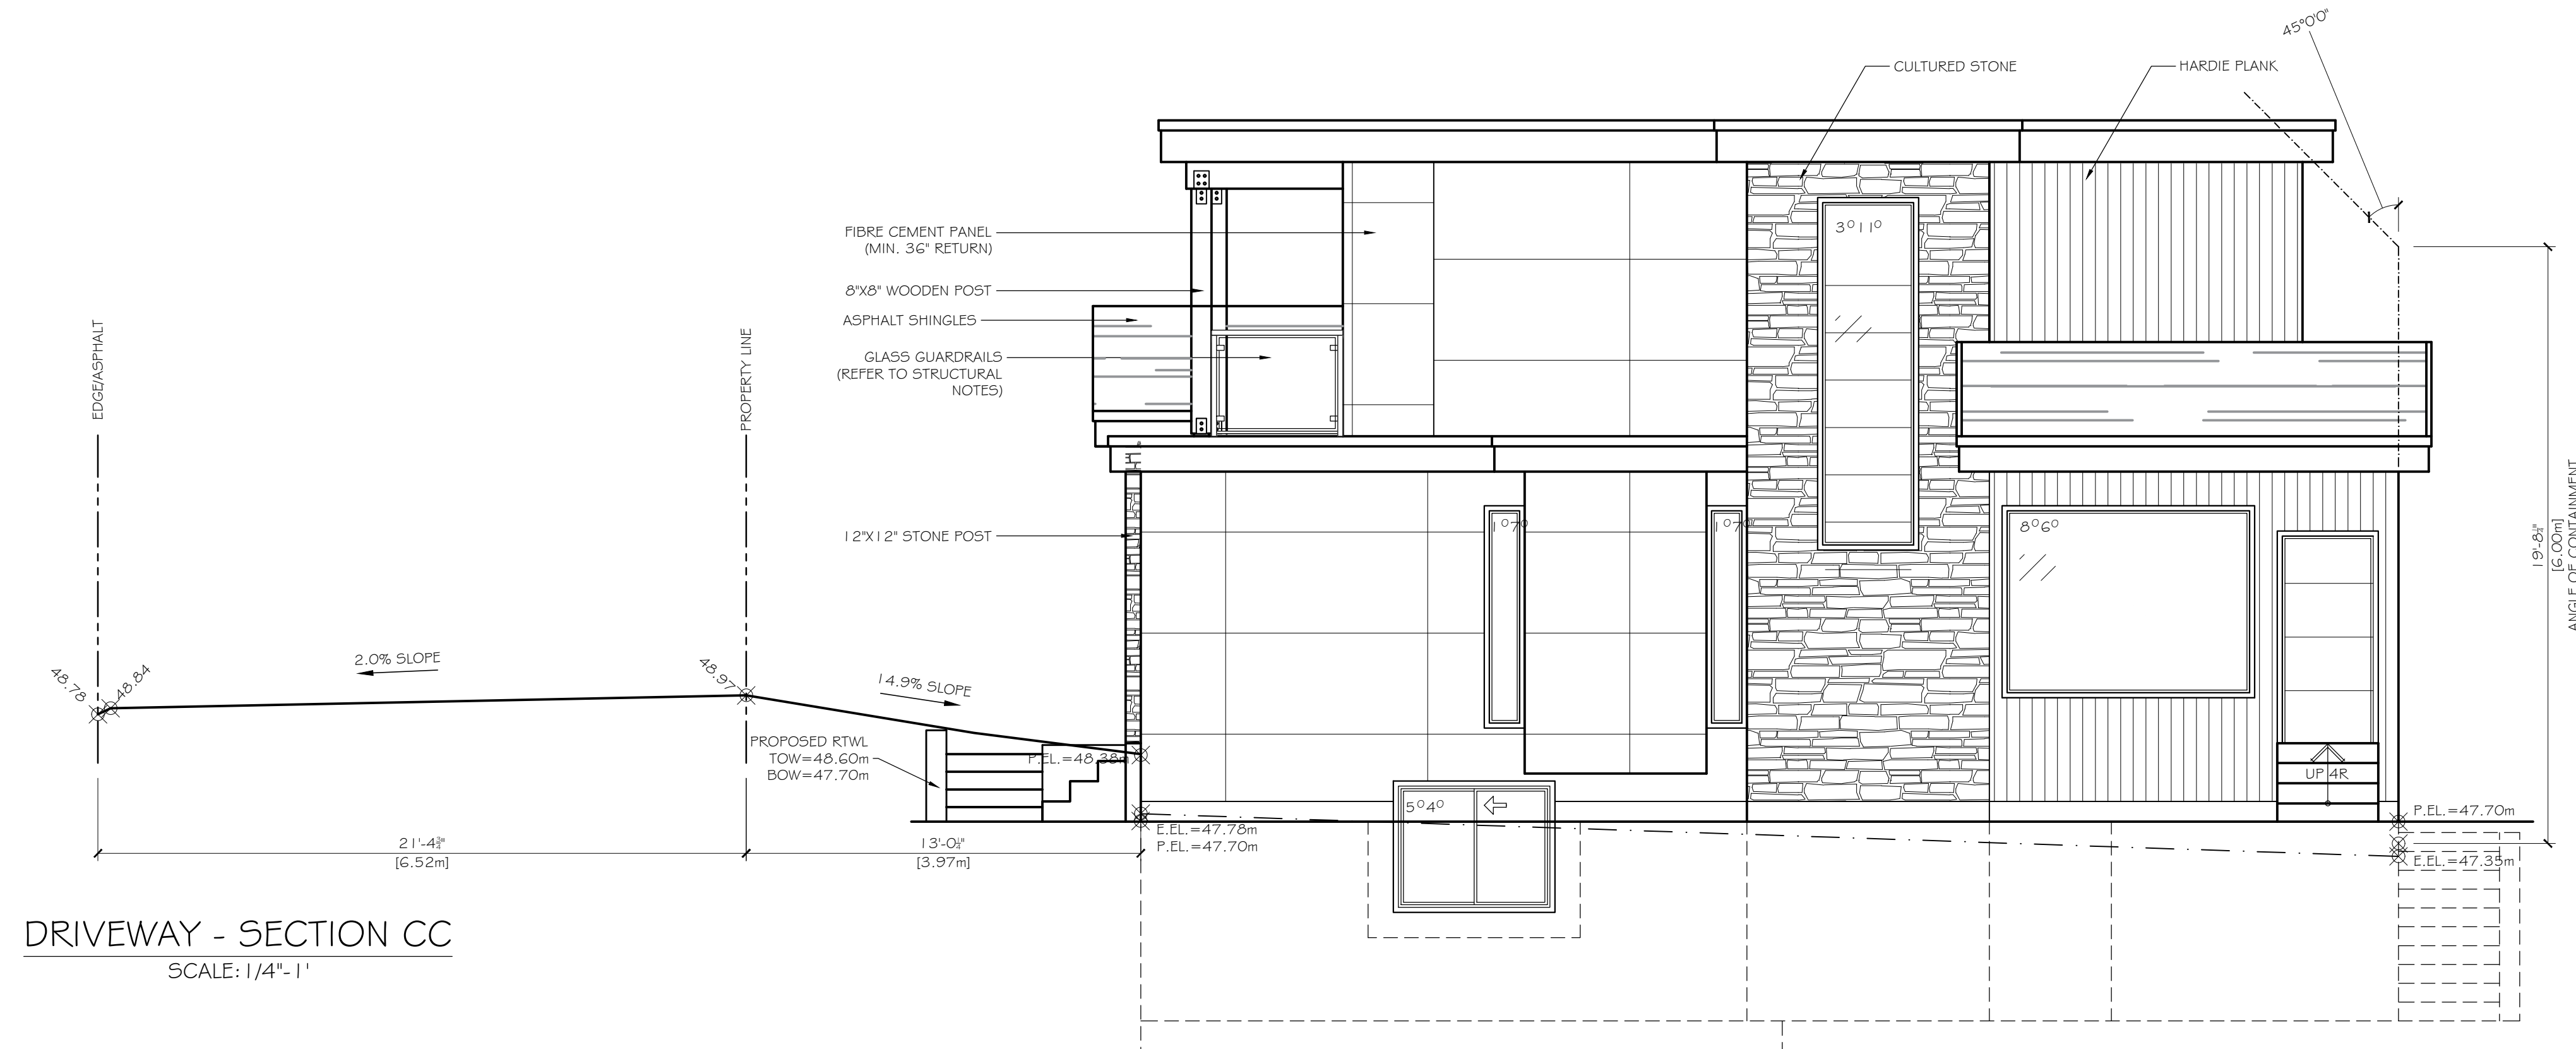 45°0'0"
CULTURED STONE
HARDIE PLANK
FIBRE CEMENT PANEL
(MIN. 36" RETURN)
8"X8" WOODEN POST
ASPHALT SHINGLES
GLASS GUARDRAILS
(REFER TO STRUCTURAL
NOTES)
12"X12" STONE POST
EDGE/ASPHALT
PROPERTY LINE
3⁰11⁰
1⁰7⁰
1⁰7⁰
8⁰6⁰
5⁰4⁰
19'-8¼"
[6.00m]
ANGLE OF CONTAINMENT
48.78
48.84
2.0% SLOPE
48.97
14.9% SLOPE
PROPOSED RTWL
TOW=48.60m
BOW=47.70m
P.EL.=48.38m
UP 4R
E.EL.=47.78m
P.EL.=47.70m
P.EL.=47.70m
E.EL.=47.35m
21'-4¾"
[6.52m]
13'-0¼"
[3.97m]
DRIVEWAY - SECTION CC
SCALE: 1/4"-1'